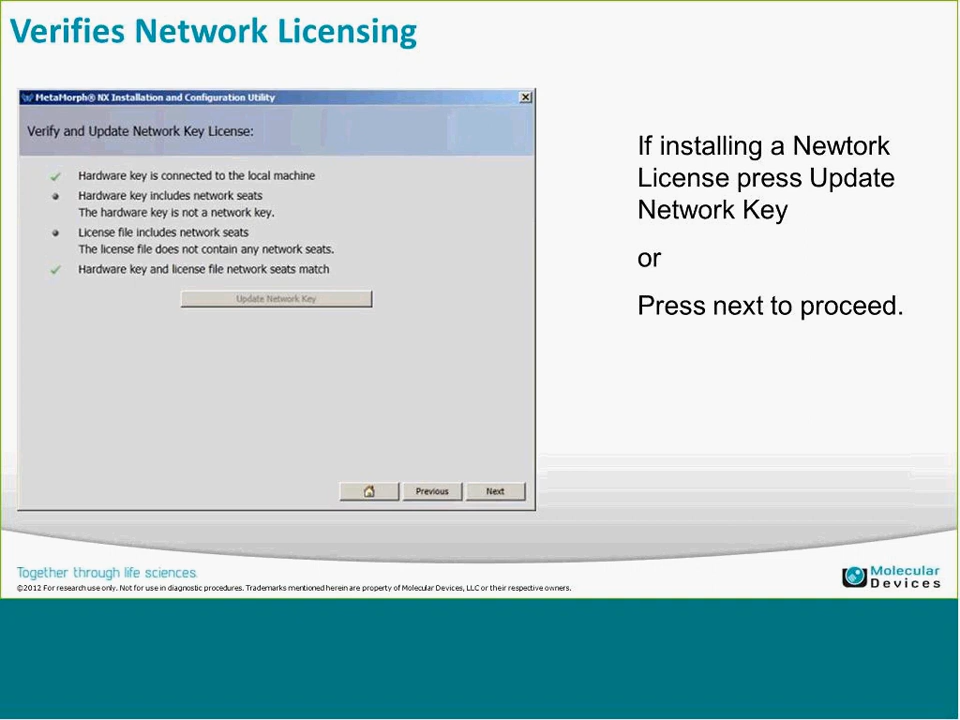 Verifies Network Licensing
MetaMorph® NX Installation and Configuration Utility
Verify and Update Network Key License:
Hardware key is connected to the local machine
Hardware key includes network seats
The hardware key is not a network key.
License file includes network seats
The license file does not contain any network seats.
Hardware key and license file network seats match
Update Network Key
Previous
Next
If installing a Newtork
License press Update
Network Key
or
Press next to proceed.
Together through life sciences.
©2012 For research use only. Not for use in diagnostic procedures. Trademarks mentioned herein are property of Molecular Devices, LLC or their respective owners.
Molecular
Devices